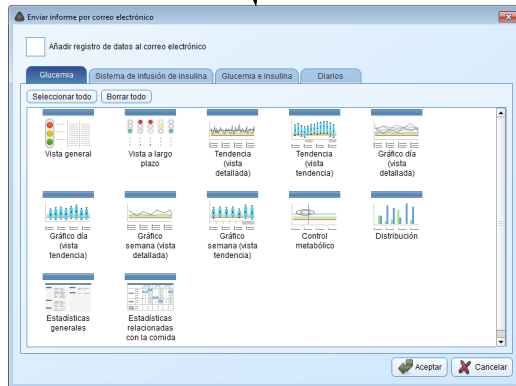 Enviar informe por correo electrónico
Añadir registro de datos al correo electrónico
Glucemia
Sistema de infusión de insulina
Glucemia e insulina
Diarios
Seleccionar todo
Borrar todo
Vista general
Vista a largo
plazo
Tendencia
(vista
detallada)
Tendencia
(vista
tendencia)
Gráfico día
(vista
detallada)
Gráfico día
(vista
tendencia)
Gráfico
semana (vista
detallada)
Gráfico
semana (vista
tendencia)
Control
metabólico
Distribución
Estadísticas
generales
Estadísticas
relacionadas
con la comida
Aceptar
Cancelar